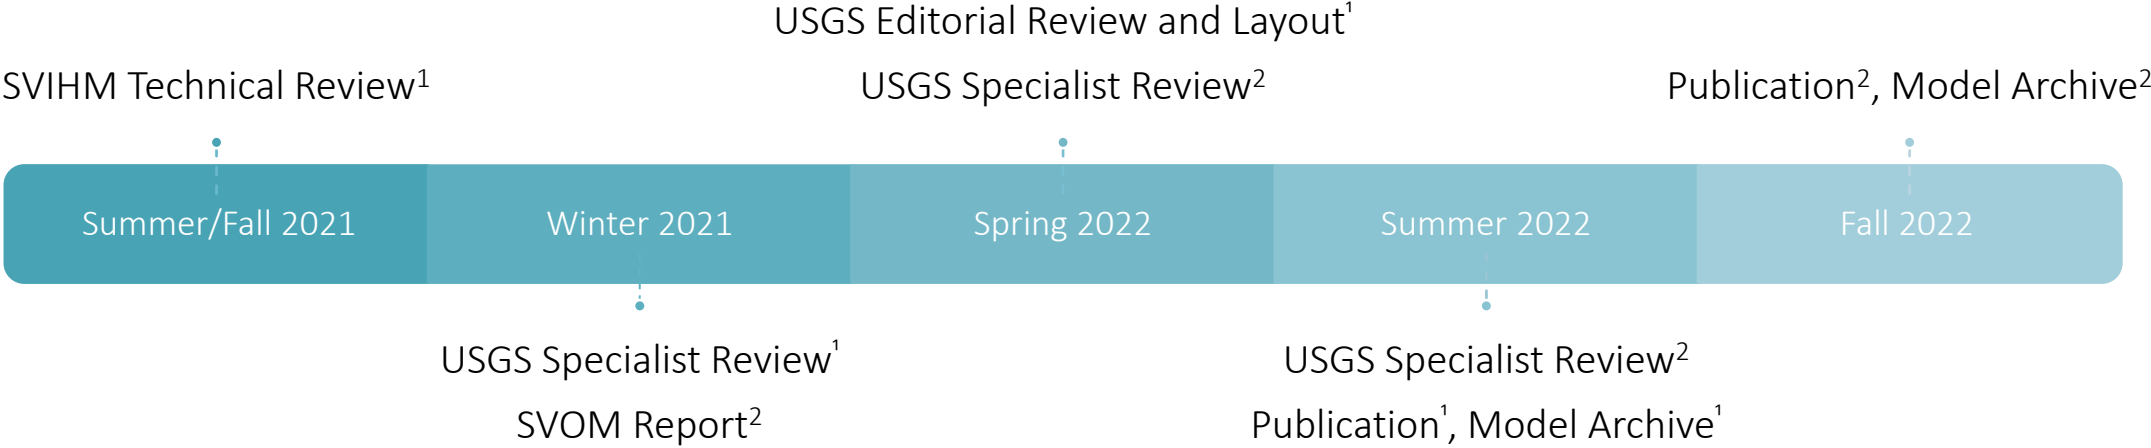 USGS Editorial Review and Layout¹
SVIHM Technical Review¹
USGS Specialist Review²
Publication², Model Archive²
Summer/Fall 2021
Winter 2021
Spring 2022
Summer 2022
Fall 2022
USGS Specialist Review¹
SVOM Report²
USGS Specialist Review²
Publication¹, Model Archive¹